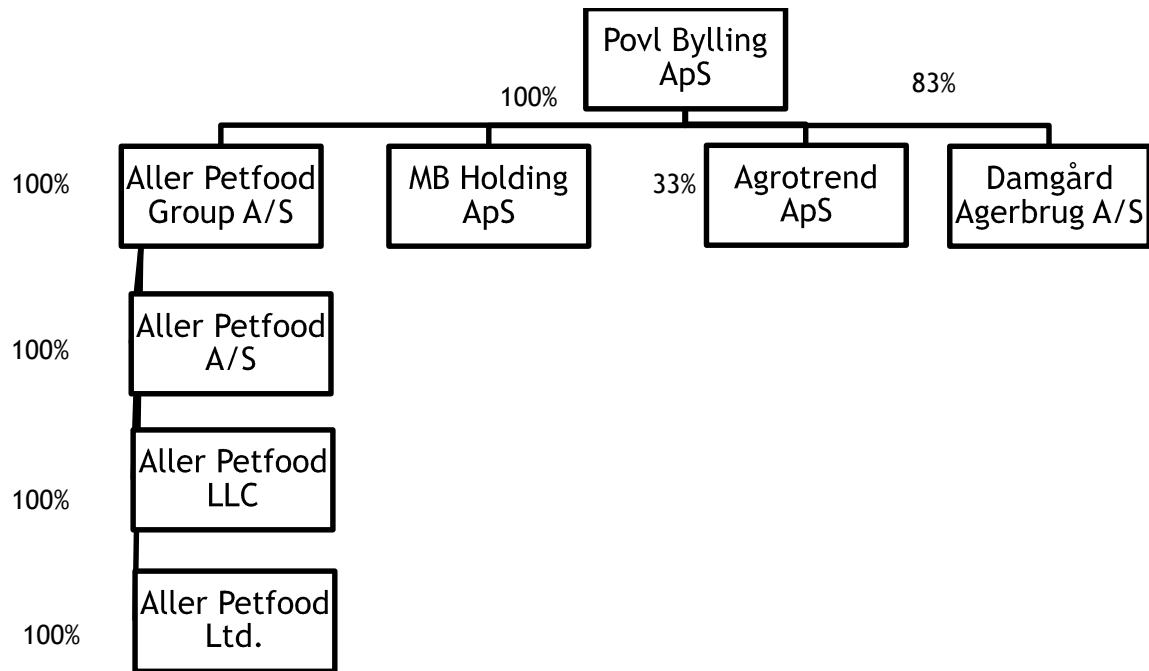 Povl Bylling
ApS
100%
83%
100%
Aller Petfood
Group A/S
MB Holding
ApS
33%
Agrotrend
ApS
Damgård
Agerbrug A/S
100%
Aller Petfood
A/S
100%
Aller Petfood
LLC
100%
Aller Petfood
Ltd.